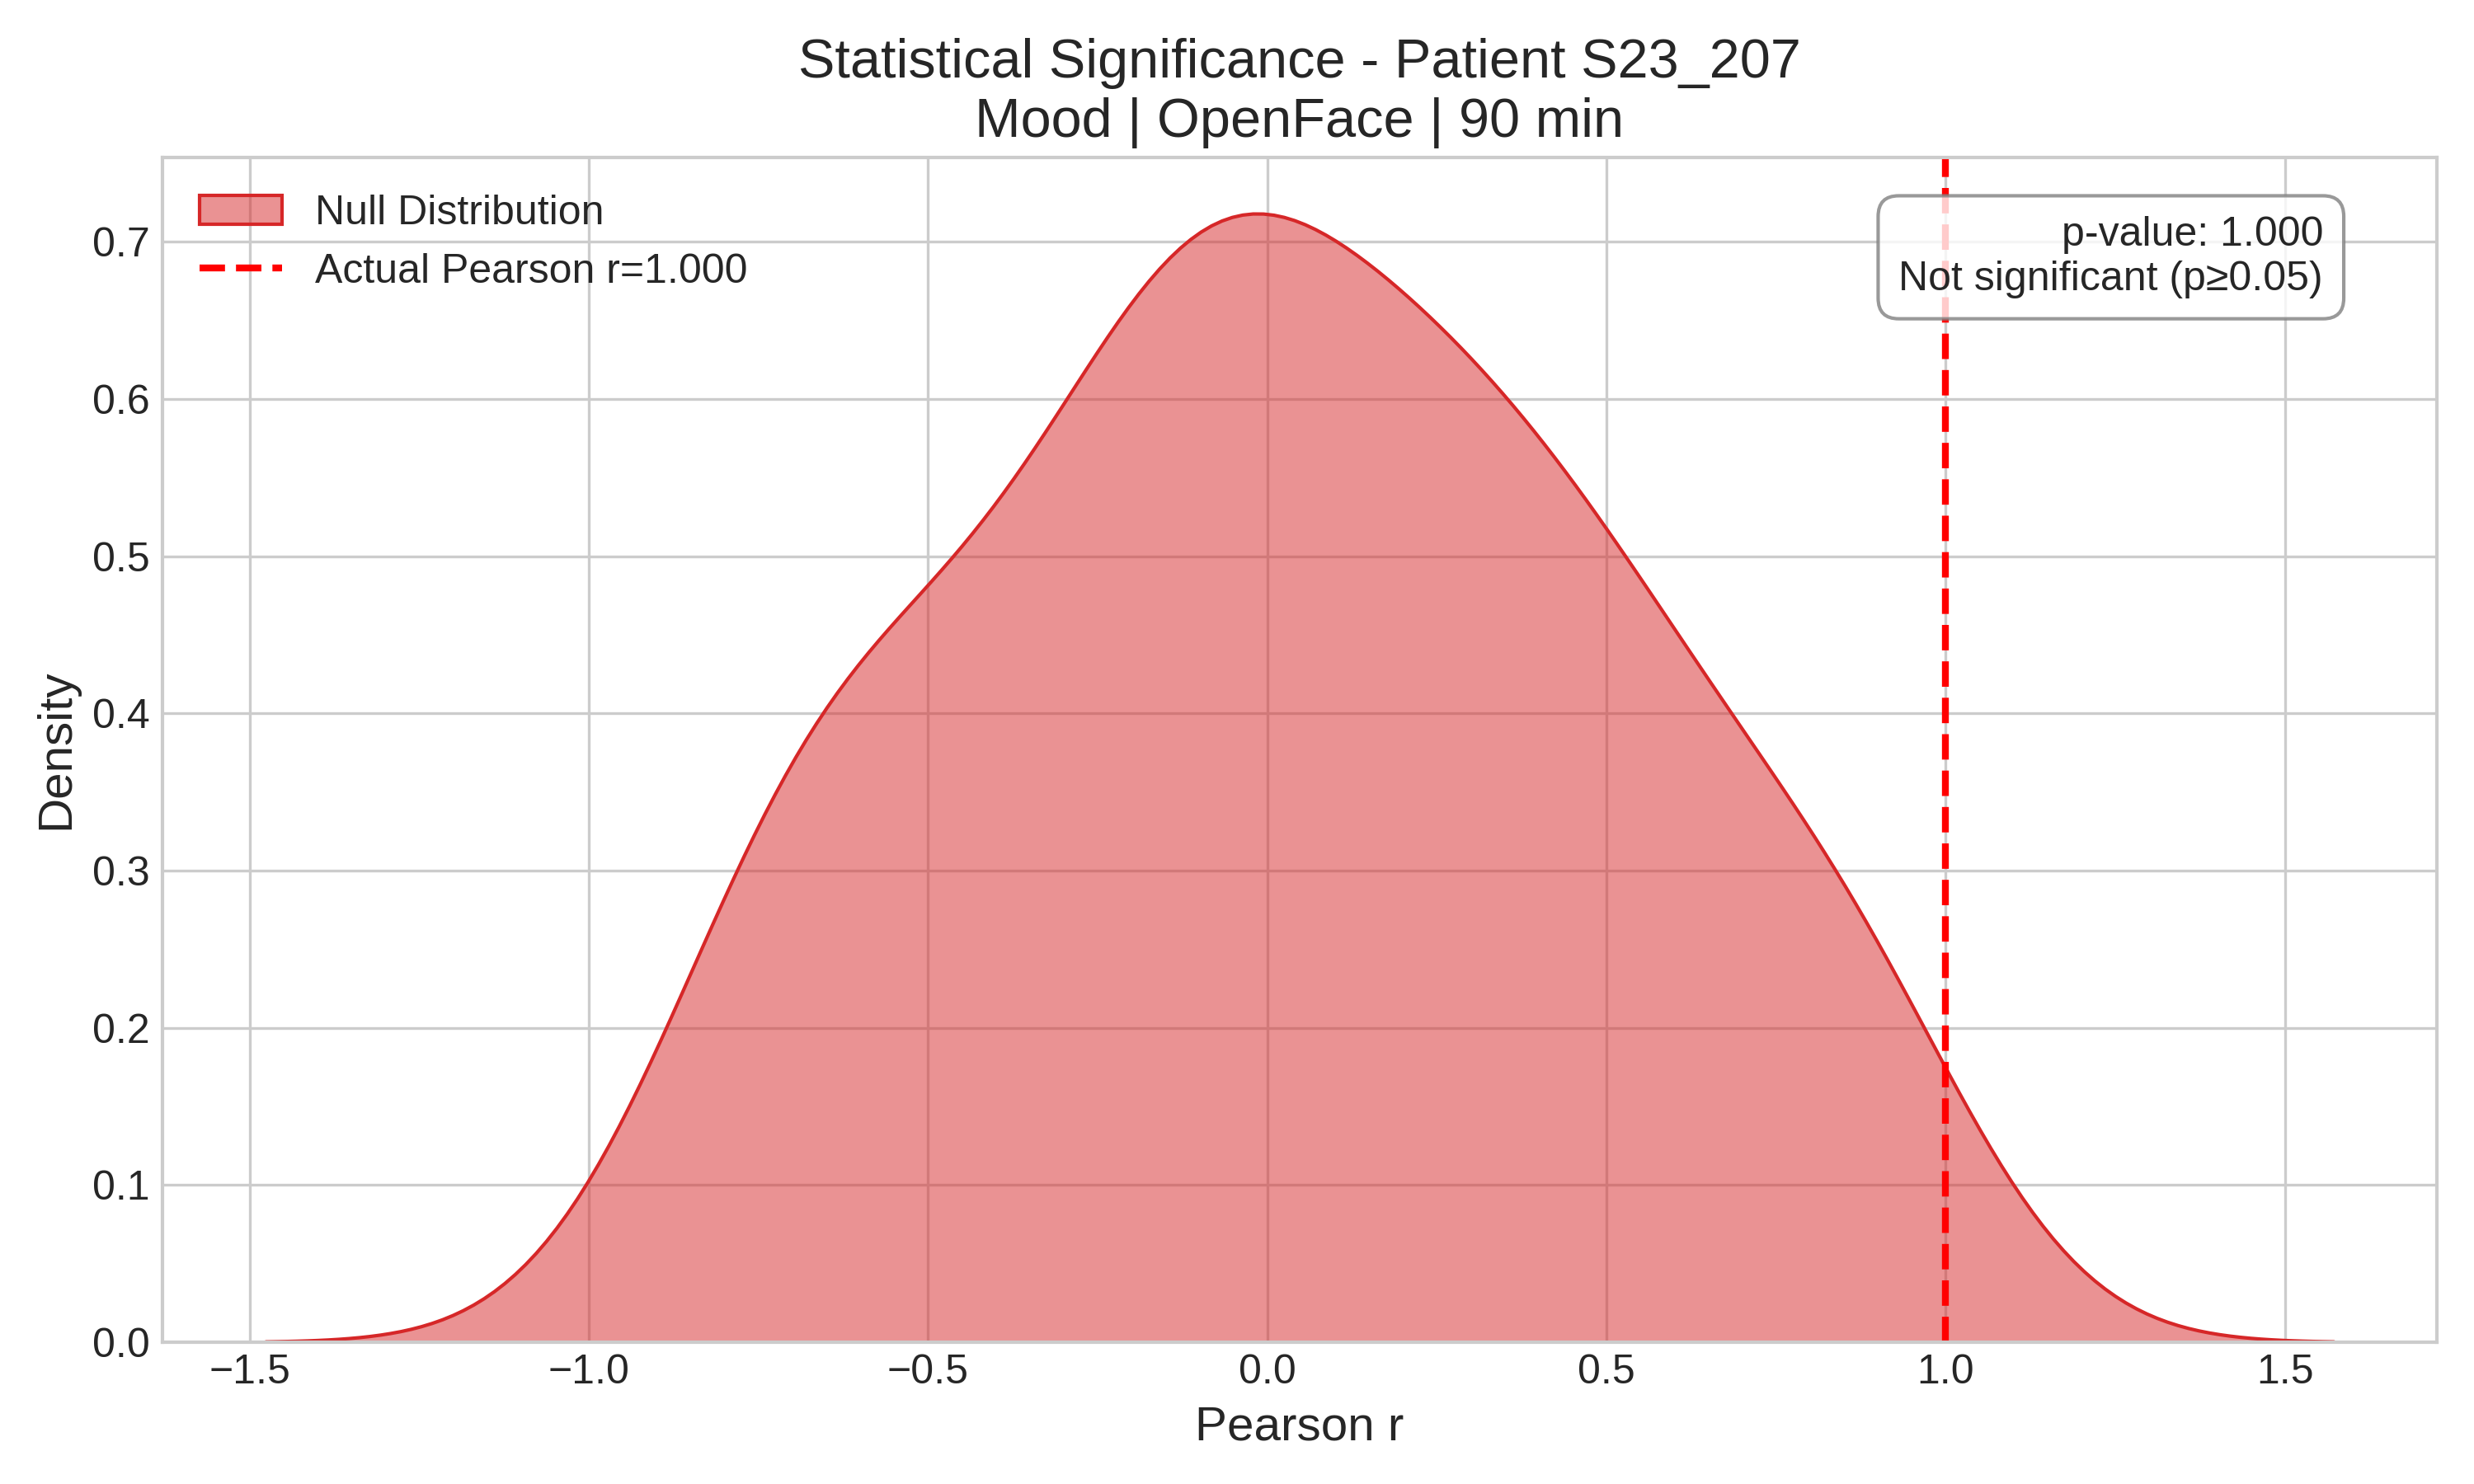 Statistical Significance - Patient S23_207
Mood | OpenFace | 90 min
Null Distribution
Actual Pearson r=1.000
p-value: 1.000
Not significant (p≥0.05)
Density
0.7
0.6
0.5
0.4
0.3
0.2
0.1
0.0
−1.5
−1.0
−0.5
0.0
0.5
1.0
1.5
Pearson r